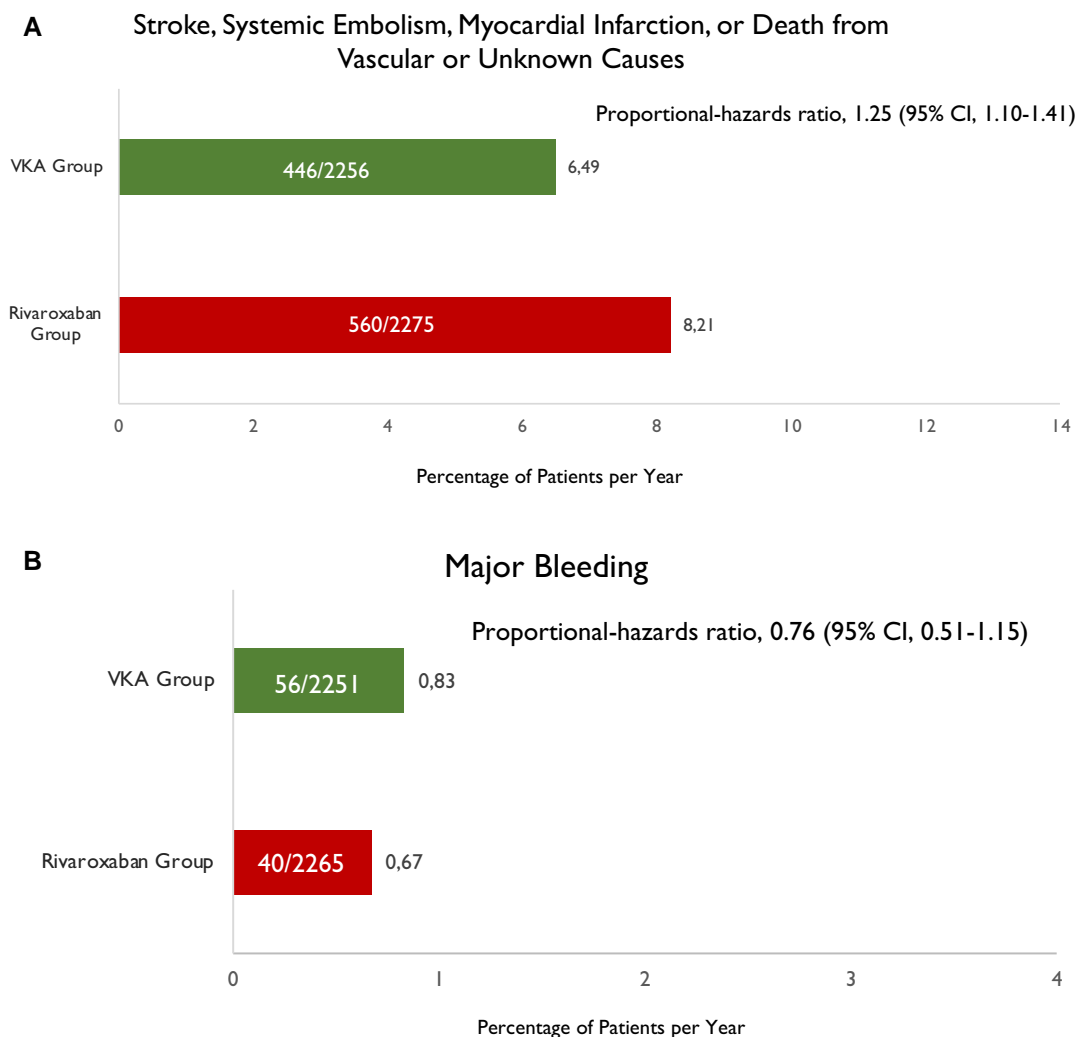 A
Stroke, Systemic Embolism, Myocardial Infarction, or Death from
Vascular or Unknown Causes
Proportional-hazards ratio, 1.25 (95% CI, 1.10-1.41)
VKA Group
446/2256
6,49
Rivaroxaban
Group
560/2275
8,21
0 2 4 6 8 10 12 14
Percentage of Patients per Year
B
Major Bleeding
Proportional-hazards ratio, 0.76 (95% CI, 0.51-1.15)
VKA Group
56/2251
0,83
Rivaroxaban Group
40/2265
0,67
0 1 2 3 4
Percentage of Patients per Year